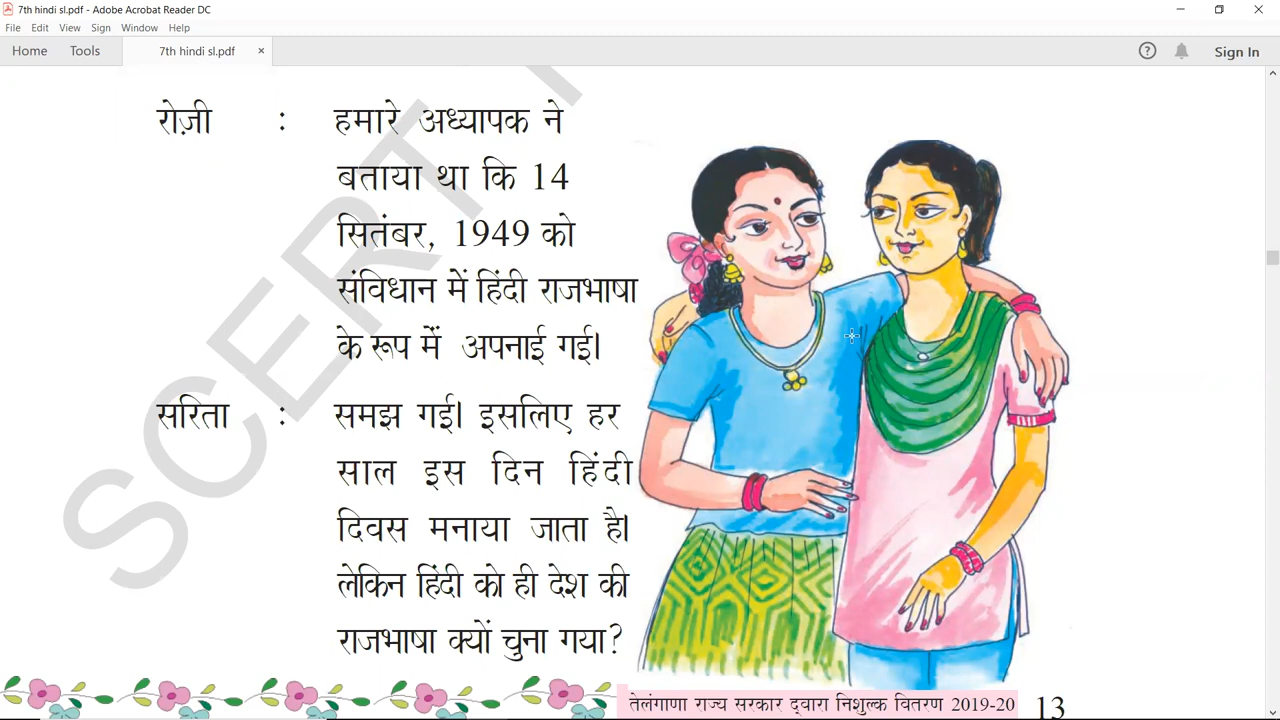 7th hindi sl.pdf - Adobe Acrobat Reader DC
File Edit View Sign Window Help
Home Tools 7th hindi sl.pdf × Sign In
SCERT T
रोज़ी : हमारे अध्यापक ने
बताया था कि 14
सितंबर, 1949 को
संविधान में हिंदी राजभाषा
के रूप में अपनाई गई।
सरिता : समझ गई। इसलिए हर
साल इस दिन हिंदी
दिवस मनाया जाता है।
लेकिन हिंदी को ही देश की
राजभाषा क्यों चुना गया?
तेलंगाणा राज्य सरकार द्वारा निशुल्क वितरण 2019-20 13